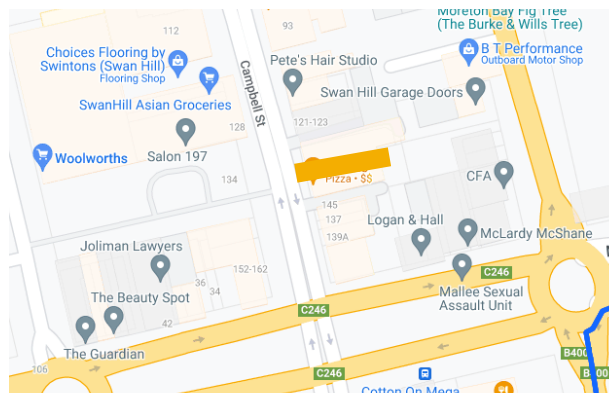 Moreton Bay Fig Tree
(The Burke & Wills Tree)
112
93
Choices Flooring by
Swintons (Swan Hill)
Flooring Shop
Pete's Hair Studio
B T Performance
Outboard Motor Shop
Campbell St
Swan Hill Garage Doors
SwanHill Asian Groceries
121-123
128
Woolworths
Salon 197
134
Pizza • $$
CFA
145
137
Logan & Hall
139A
McLardy McShane
Joliman Lawyers
152-162
C246
36
34
The Beauty Spot
Mallee Sexual
Assault Unit
C246
42
The Guardian
B400
106
C246
Cotton On Mega